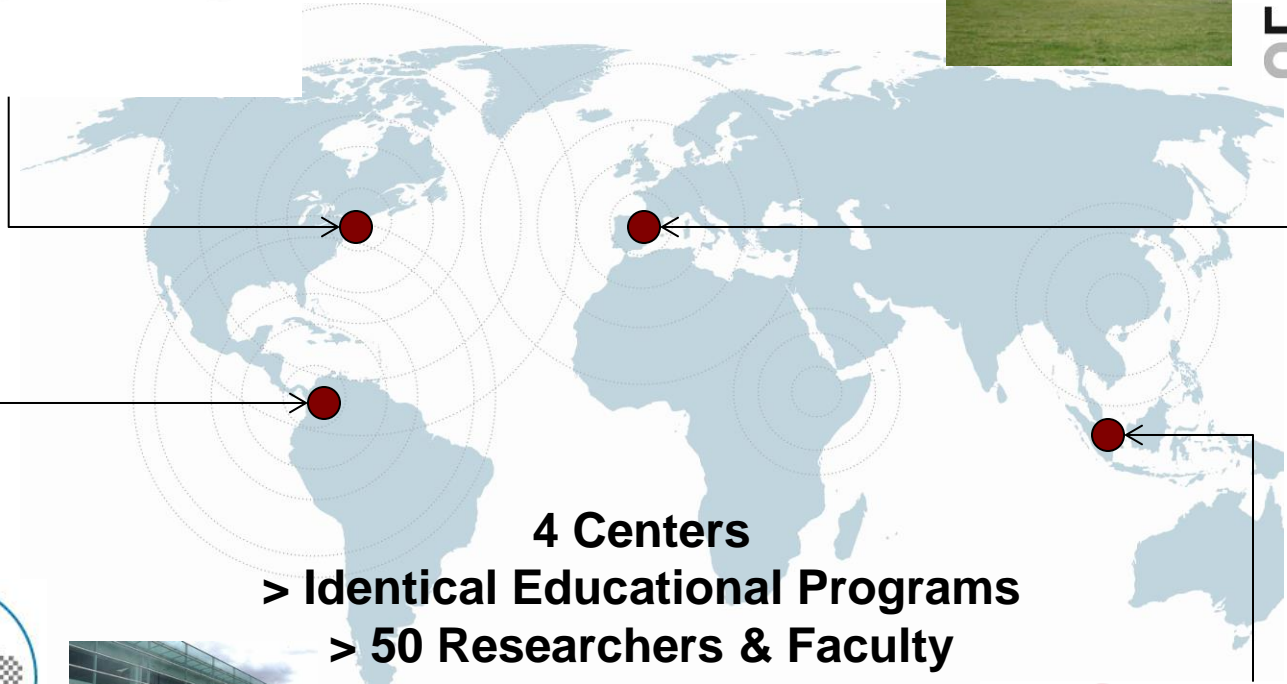 4 Centers
> Identical Educational Programs
> 50 Researchers & Faculty